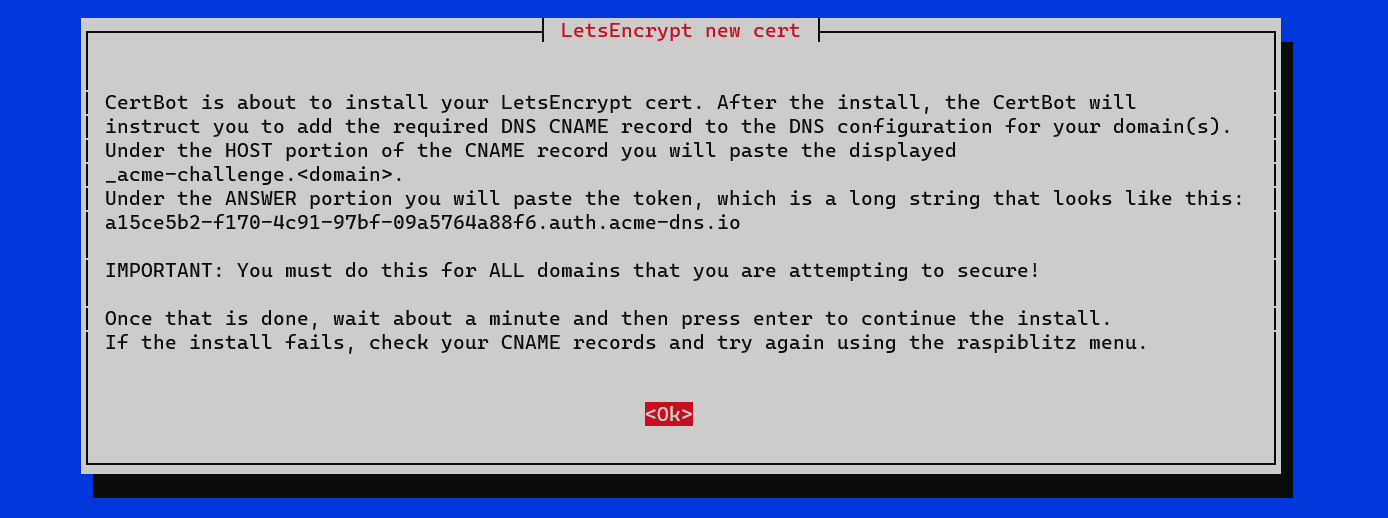 LetsEncrypt new cert
CertBot is about to install your LetsEncrypt cert. After the install, the CertBot will
instruct you to add the required DNS CNAME record to the DNS configuration for your domain(s).
Under the HOST portion of the CNAME record you will paste the displayed
_acme-challenge.<domain>.
Under the ANSWER portion you will paste the token, which is a long string that looks like this:
a15ce5b2-f170-4c91-97bf-09a5764a88f6.auth.acme-dns.io
IMPORTANT: You must do this for ALL domains that you are attempting to secure!
Once that is done, wait about a minute and then press enter to continue the install.
If the install fails, check your CNAME records and try again using the raspiblitz menu.
<Ok>